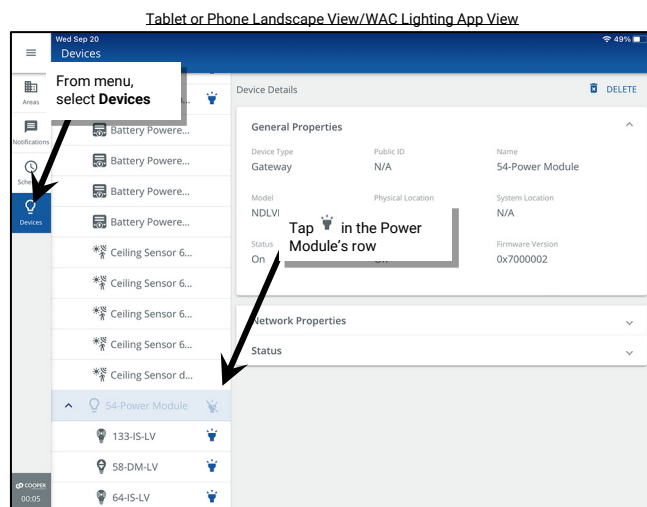 Tablet or Phone Landscape View/WAC Lighting App View
Wed Sep 20
49%
Devices
From menu,
select Devices
Areas
Notifications
Devices
Battery Powere...
Battery Powere...
Battery Powere...
Battery Powere...
Ceiling Sensor 6...
Ceiling Sensor 6...
Ceiling Sensor 6...
Ceiling Sensor 6...
Ceiling Sensor d...
54-Power Module
133-IS-LV
58-DM-LV
64-IS-LV
COOPER
00:05
Device Details
DELETE
General Properties
Device Type
Public ID
Name
Gateway
N/A
54-Power Module
Model
Physical Location
System Location
N/A
Tap in the Power
Module's row
Status
Firmware Version
On
0x7000002
Network Properties
Status